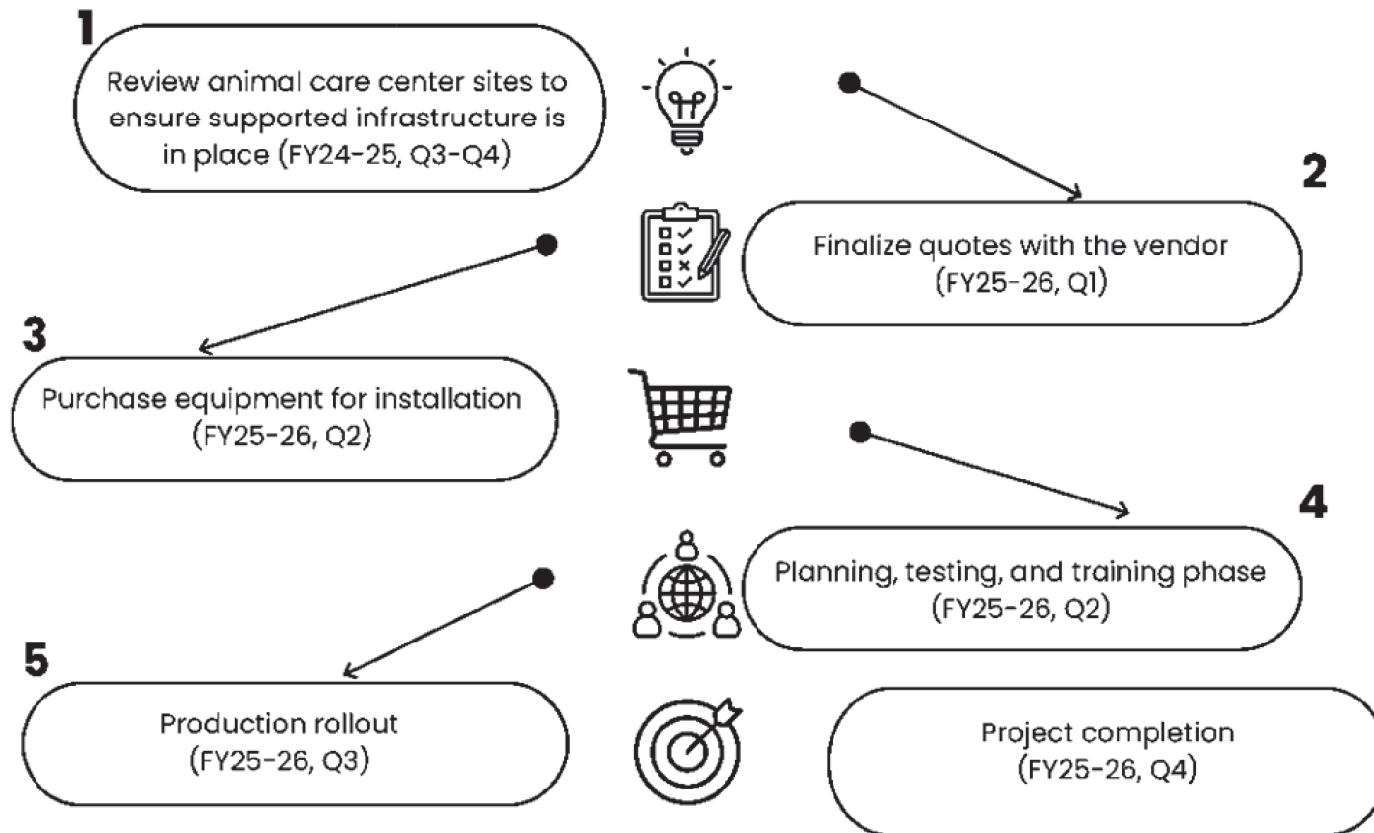 1
Review animal care center sites to
ensure supported infrastructure is
in place (FY24-25, Q3-Q4)
2
Finalize quotes with the vendor
(FY25-26, Q1)
3
Purchase equipment for installation
(FY25-26, Q2)
4
Planning, testing, and training phase
(FY25-26, Q2)
5
Production rollout
(FY25-26, Q3)
Project completion
(FY25-26, Q4)